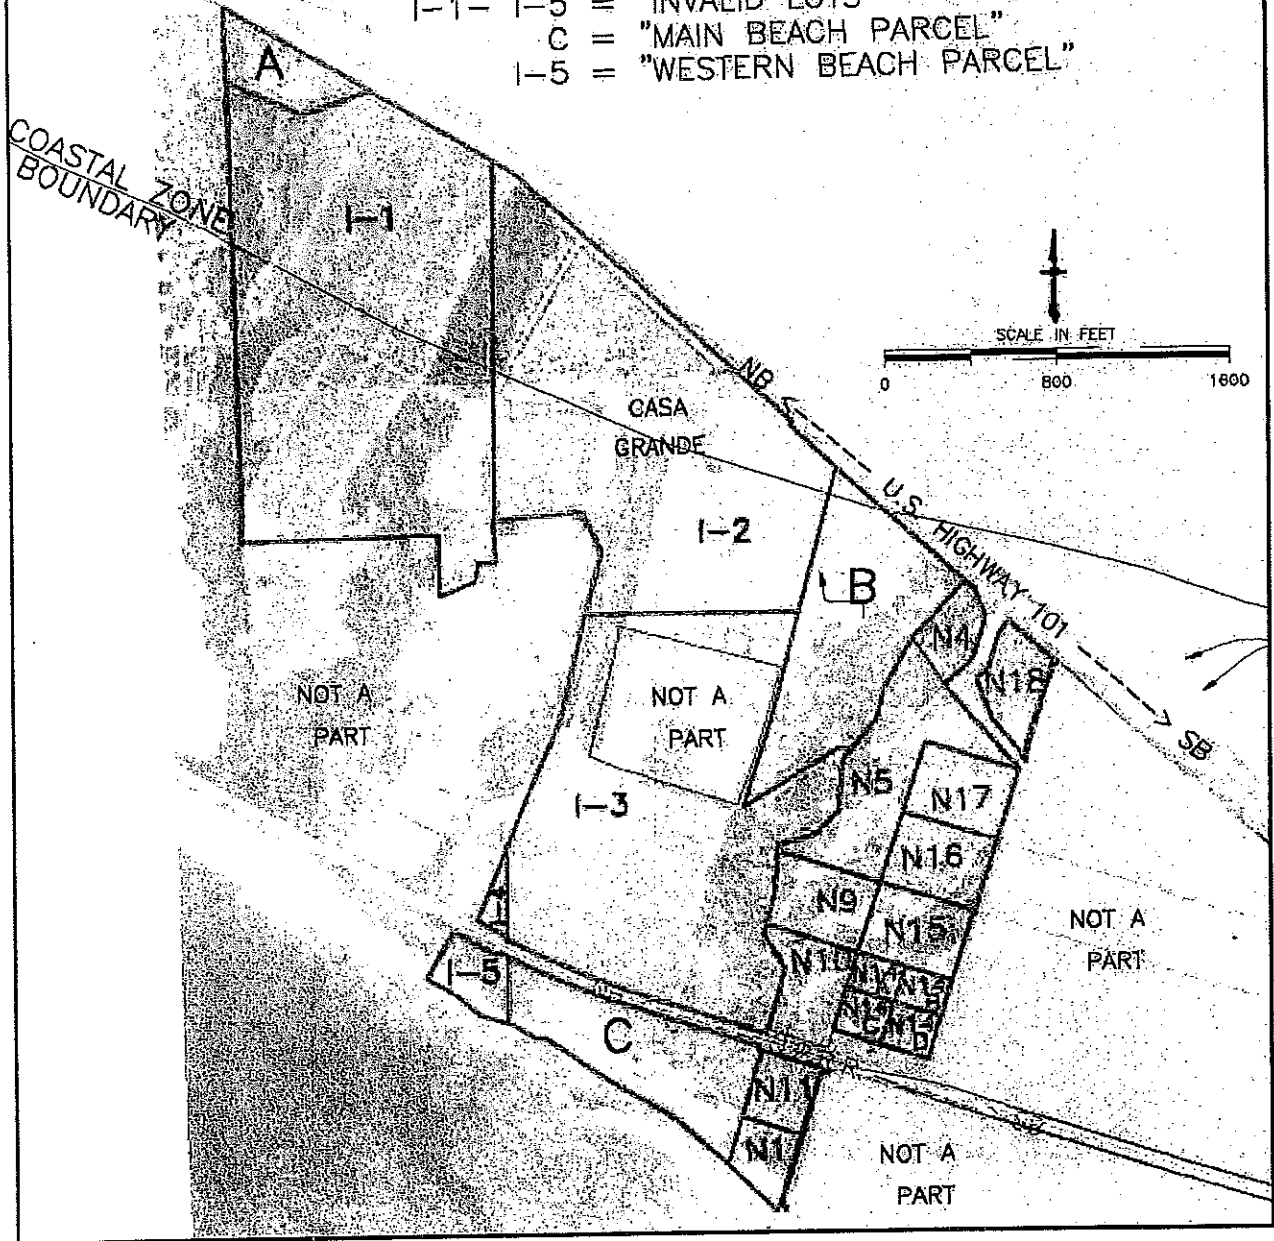 I-1- I-5 = "INVALID LOTS"
C = "MAIN BEACH PARCEL"
I-5 = "WESTERN BEACH PARCEL"
A
COASTAL ZONE
BOUNDARY
I-1
SCALE IN FEET
0 800 1600
NB
CASA
GRANDE
U.S. HIGHWAY 101
I-2
B
N4
N18
SB
NOT A
PART
NOT A
PART
I-3
N5
N17
N16
N9
N15
NOT A
PART
N10
I-5
C
N11
NOT A
PART